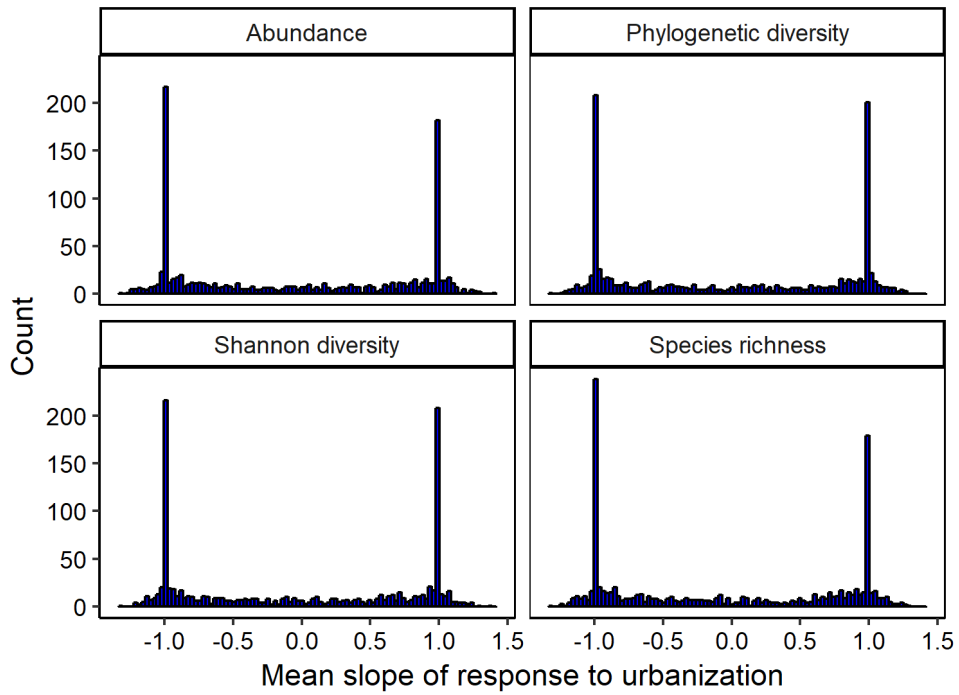 Abundance Phylogenetic diversity
200
150
100
50
0
Count
Shannon diversity Species richness
200
150
100
50
0
-1.0 -0.5 0.0 0.5 1.0 1.5 -1.0 -0.5 0.0 0.5 1.0 1.5
Mean slope of response to urbanization